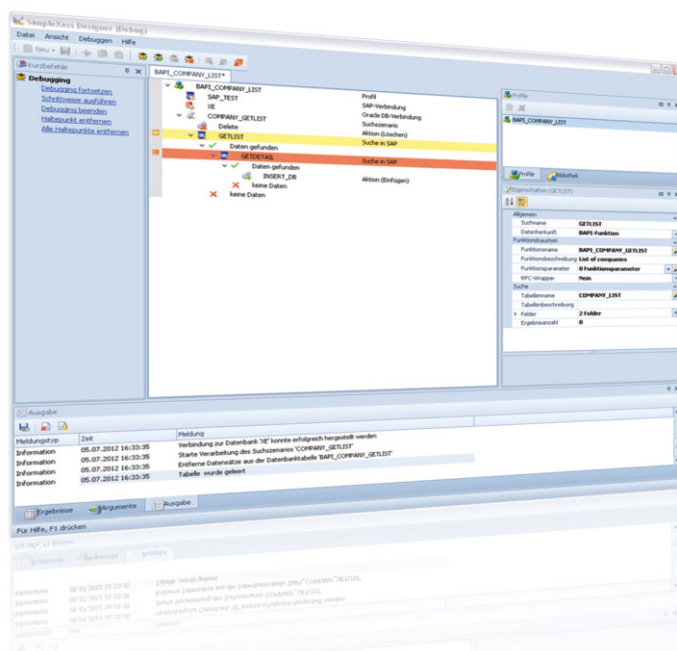 SimpleXess Designer (Debug)
Datei Ansicht Debuggen Hilfe
Neu
Kurzbefehle
Debugging
Debugging fortsetzen
Schrittweise ausführen
Debugging beenden
Haltepunkt entfernen
Alle Haltepunkte entfernen
BAPI_COMPANY_LIST*
BAPI_COMPANY_LIST Profil
SAP_TEST SAP-Verbindung
XE Oracle DB-Verbindung
COMPANY_GETLIST Suchszenario
Delete Aktion (Löschen)
GETLIST Suche in SAP
Daten gefunden
GETDETAIL Suche in SAP
Daten gefunden
INSERT_DB Aktion (Einfügen)
keine Daten
keine Daten
Profile
BAPI_COMPANY_LIST
Profile Bibliothek
Eigenschaften (GETLIST)
Allgemein
Suchname GETLIST
Datenherkunft BAPI-Funktion
Funktionsbaustein
Funktionsname BAPI_COMPANY_GETLIST
Funktionsbeschreibung List of companies
Funktionsparameter 0 Funktionsparameter
RFC-Wrapper Nein
Suche
Tabellenname COMPANY_LIST
Tabellenbeschreibung
Felder 2 Felder
Ergebnisanzahl 0
Ausgabe
Meldungstyp Zeit Meldung
Information 05.07.2012 16:33:35 Verbindung zur Datenbank 'XE' konnte erfolgreich hergestellt werden
Information 05.07.2012 16:33:35 Starte Verarbeitung des Suchszenarios 'COMPANY_GETLIST'
Information 05.07.2012 16:33:35 Entferne Datensätze aus der Datenbanktabelle 'BAPI_COMPANY_GETLIST'
Information 05.07.2012 16:33:35 Tabelle wurde geleert
Ergebnisse Argumente Ausgabe
Für Hilfe, F1 drücken